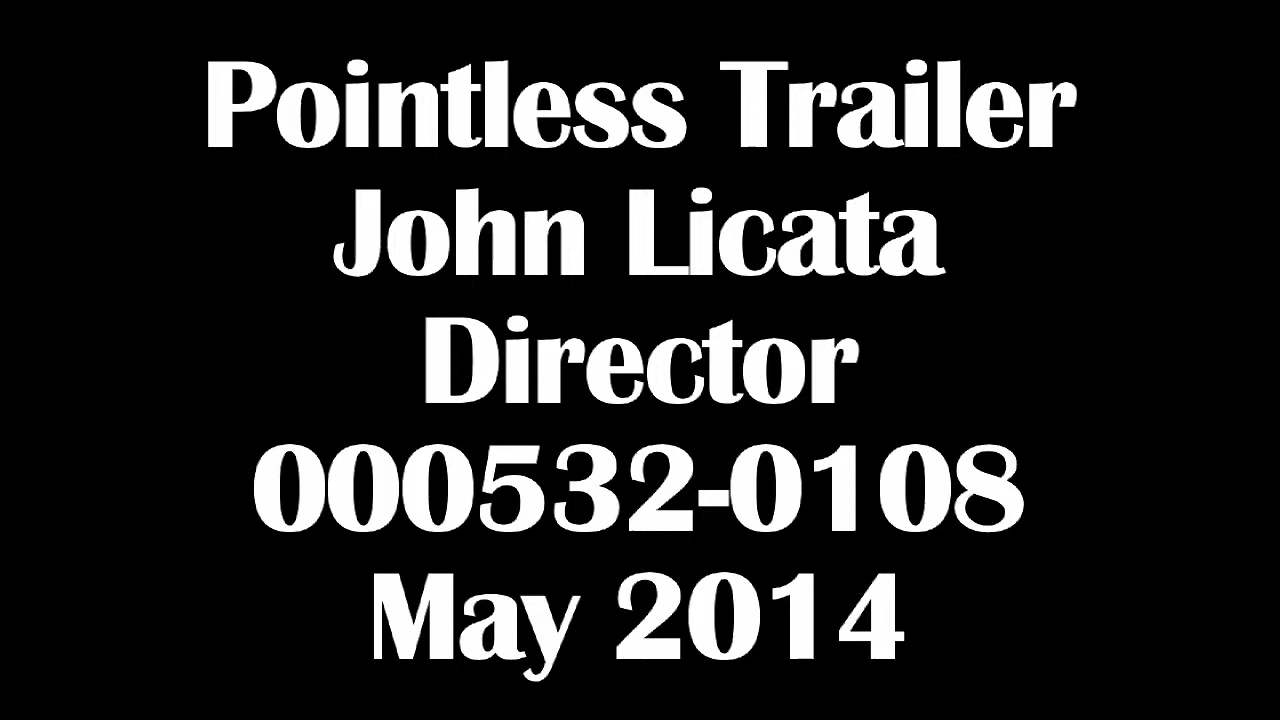 Pointless Trailer
John Licata
Director
000532-0108
May 2014